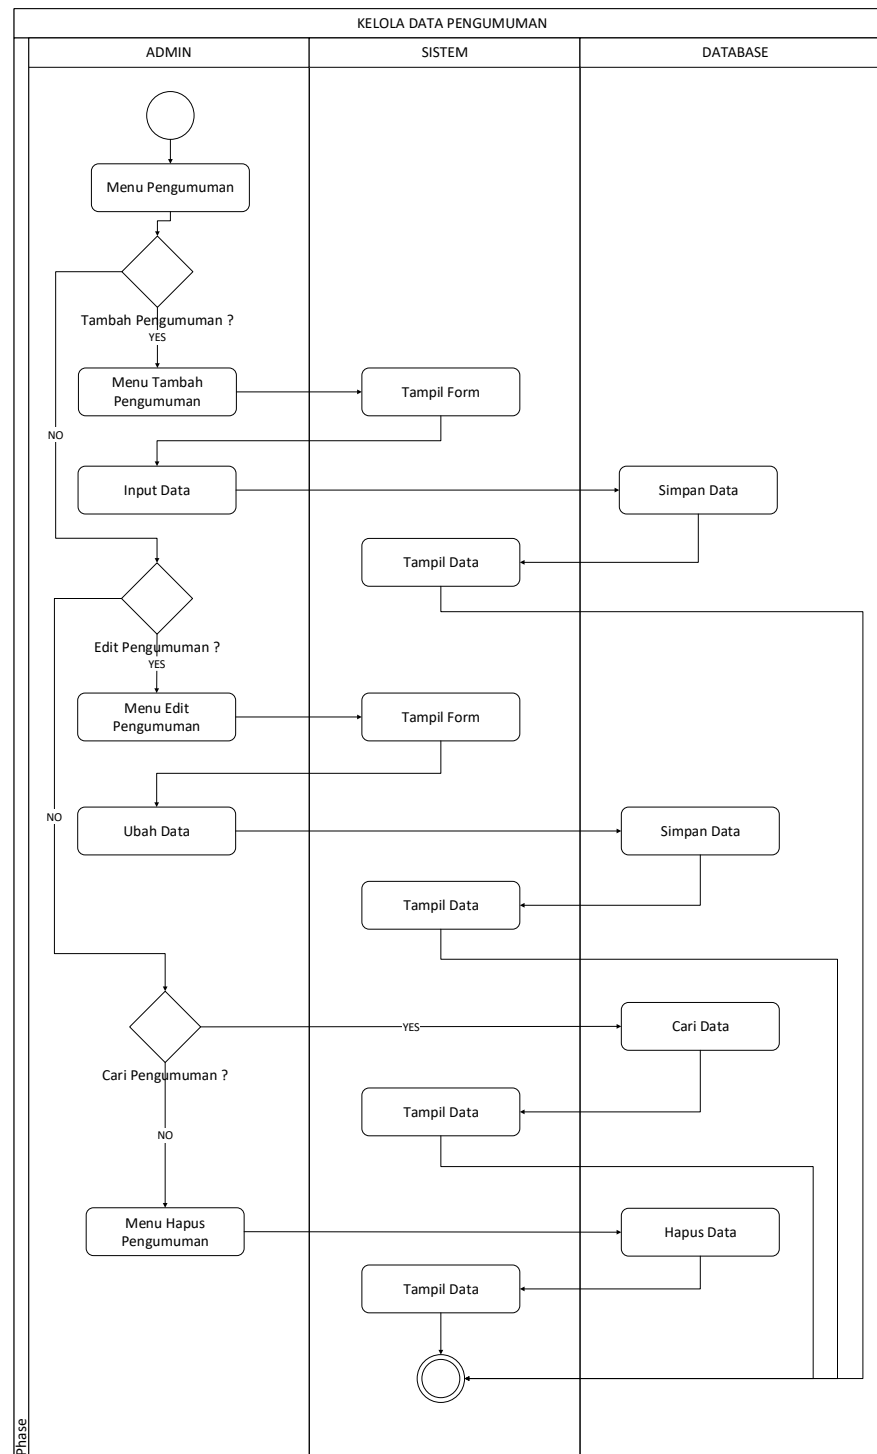 KELOLA DATA PENGUMUMAN
ADMIN
SISTEM
DATABASE
Menu Pengumuman
Tambah Pengumuman ?
YES
Menu Tambah
Pengumuman
Tampil Form
NO
Input Data
Simpan Data
Tampil Data
Edit Pengumuman ?
YES
Menu Edit
Pengumuman
Tampil Form
NO
Ubah Data
Simpan Data
Tampil Data
YES
Cari Data
Cari Pengumuman ?
Tampil Data
NO
Menu Hapus
Pengumuman
Hapus Data
Tampil Data
Phase